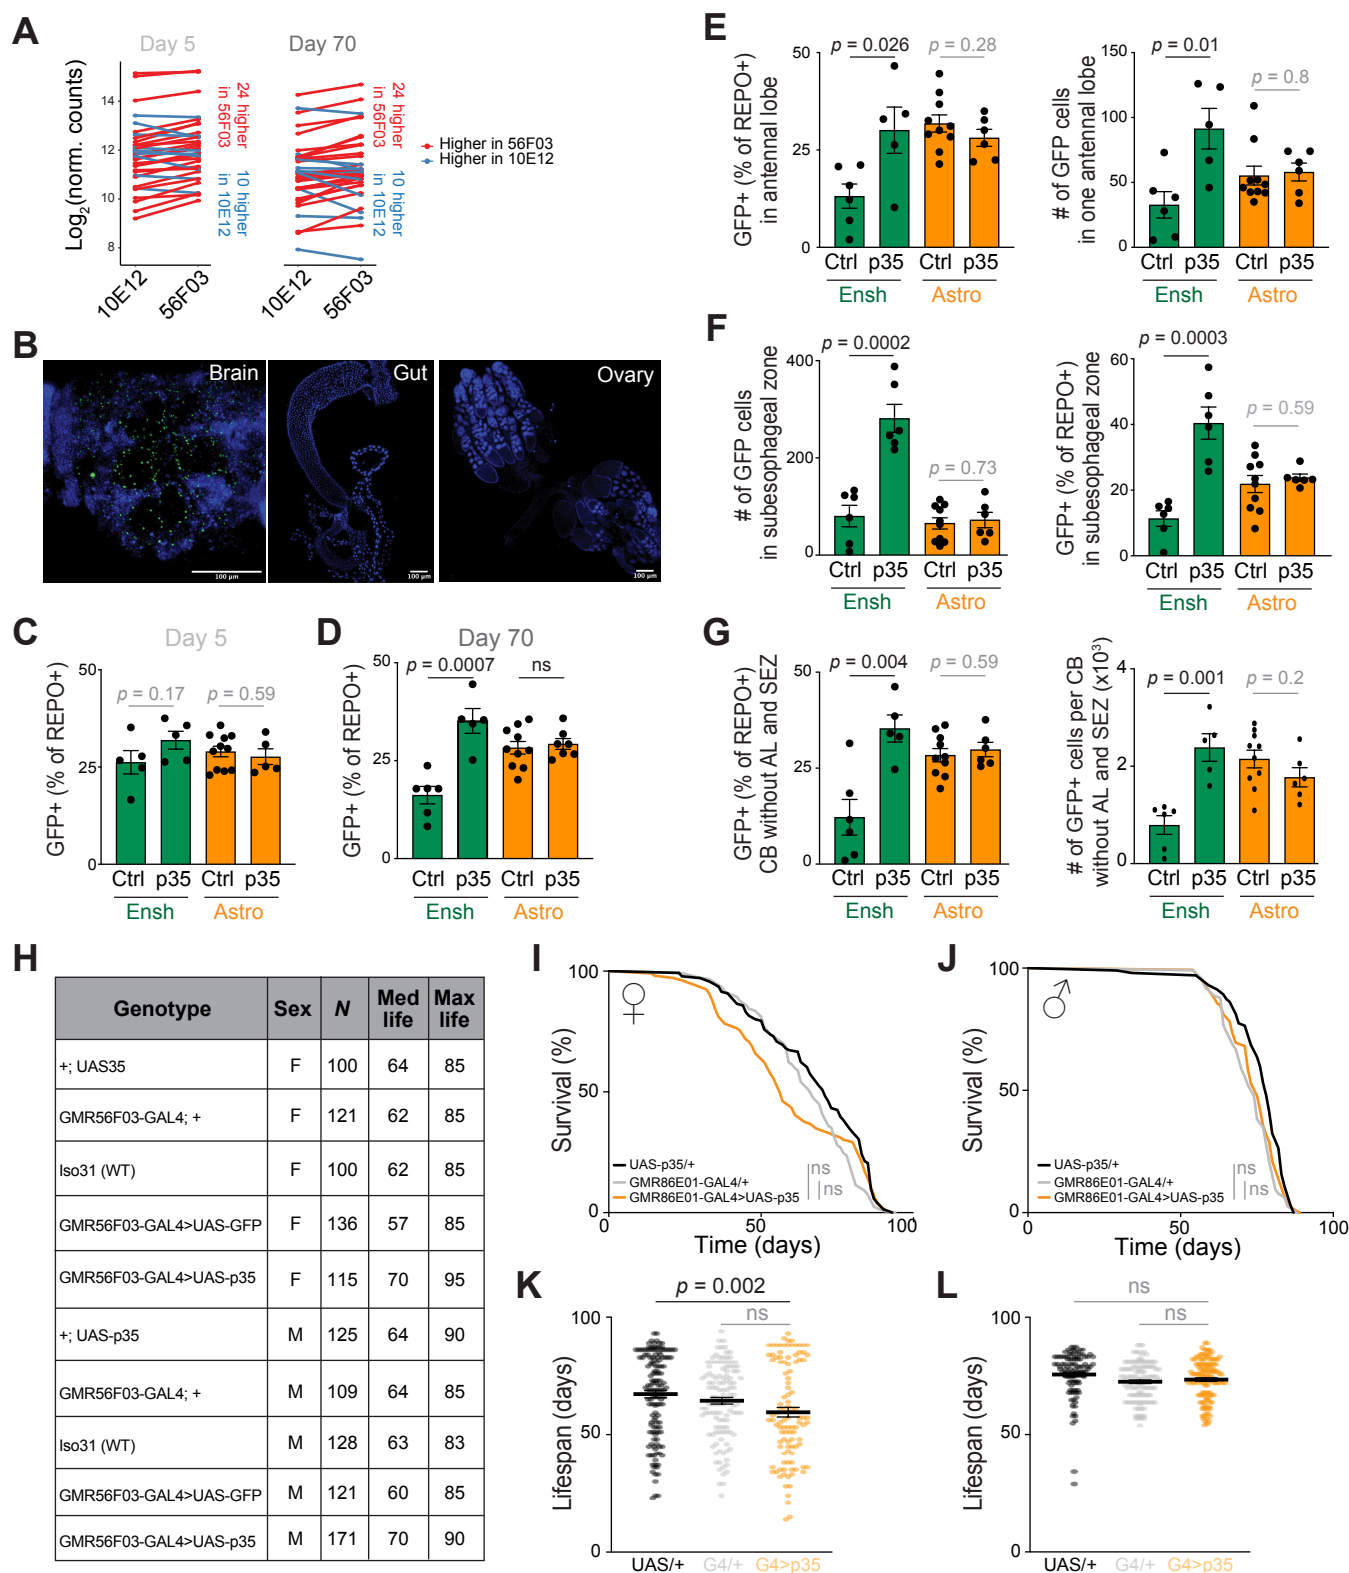 A
Day 5
Day 70
Log2(norm. counts)
14
12
10
8
24 higher
in 56F03
10 higher
in 10E12
24 higher
in 56F03
10 higher
in 10E12
Higher in 56F03
Higher in 10E12
10E12
56F03
10E12
56F03
B
Brain
Gut
Ovary
100 µm
100 µm
100 µm
C
Day 5
GFP+ (% of REPO+)
50
25
0
p = 0.17
p = 0.59
Ctrl p35
Ctrl p35
Ensh
Astro
D
Day 70
GFP+ (% of REPO+)
50
25
0
p = 0.0007
ns
Ctrl p35
Ctrl p35
Ensh
Astro
E
GFP+ (% of REPO+)
in antennal lobe
50
25
0
p = 0.026
p = 0.28
Ctrl p35
Ctrl p35
Ensh
Astro
# of GFP cells
in one antennal lobe
150
100
50
0
p = 0.01
p = 0.8
Ctrl p35
Ctrl p35
Ensh
Astro
F
# of GFP cells
in subesophageal zone
400
200
0
p = 0.0002
p = 0.73
Ctrl p35
Ctrl p35
Ensh
Astro
GFP+ (% of REPO+)
in subesophageal zone
60
40
20
0
p = 0.0003
p = 0.59
Ctrl p35
Ctrl p35
Ensh
Astro
G
GFP+ (% of REPO+)
CB without AL and SEZ
50
25
0
p = 0.004
p = 0.59
Ctrl p35
Ctrl p35
Ensh
Astro
# of GFP+ cells per CB
without AL and SEZ (x10³)
4
2
0
p = 0.001
p = 0.2
Ctrl p35
Ctrl p35
Ensh
Astro
H
Genotype Sex N Med life Max life
+; UAS35 F 100 64 85
GMR56F03-GAL4; + F 121 62 85
Iso31 (WT) F 100 62 85
GMR56F03-GAL4>UAS-GFP F 136 57 85
GMR56F03-GAL4>UAS-p35 F 115 70 95
+; UAS-p35 M 125 64 90
GMR56F03-GAL4; + M 109 64 85
Iso31 (WT) M 128 63 83
GMR56F03-GAL4>UAS-GFP M 121 60 85
GMR56F03-GAL4>UAS-p35 M 171 70 90
I
♀
Survival (%)
100
50
0
UAS-p35/+
GMR86E01-GAL4/+
GMR86E01-GAL4>UAS-p35
ns
ns
0
50
100
Time (days)
J
♂
Survival (%)
100
50
0
UAS-p35/+
GMR86E01-GAL4/+
GMR86E01-GAL4>UAS-p35
ns
ns
0
50
100
Time (days)
K
p = 0.002
ns
Lifespan (days)
100
50
0
UAS/+
G4/+
G4>p35
L
ns
ns
Lifespan (days)
100
50
0
UAS/+
G4/+
G4>p35